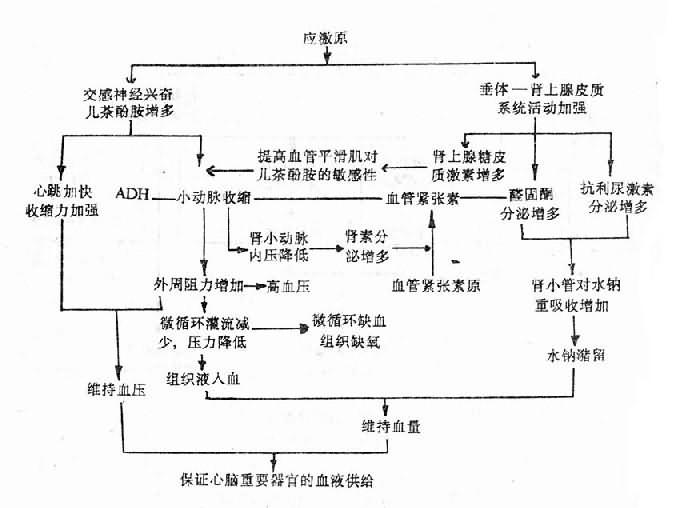 应激原
交感神经兴奋
儿茶酚胺增多
垂体—肾上腺皮质
系统活动加强
提高血管平滑肌对
儿茶酚胺的敏感性
肾上腺糖皮
质激素增多
心跳加快
收缩力加强
ADH
小动脉收缩
血管紧张素
醛固酮
分泌增多
抗利尿激素
分泌增多
肾小动脉
内压降低
肾素分
泌增多
外周阻力增加
高血压
血管紧张素原
肾小管对水钠
重吸收增加
微循环灌流减
少，压力降低
微循环缺血
组织缺氧
水钠潴留
维持血压
组织液入血
维持血量
保证心脑重要器官的血液供给